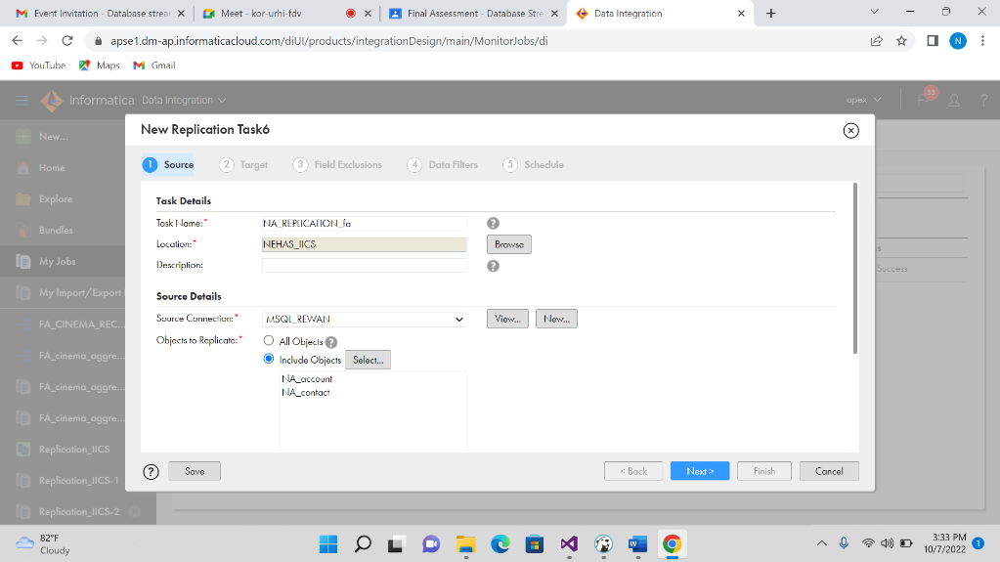 Event Invitation - Database strea
Meet - kor-urhi-fdv
Final Assessment - Database Stre
Data Integration
apse1.dm-ap.informaticacloud.com/diUI/products/integrationDesign/main/MonitorJobs/di
N
YouTube
Maps
Gmail
Informatica Data Integration
apex
33
?
New...
Home
Explore
Bundles
My Jobs
My Import/Export
FA_CINEMA_REC...
FA_cinema_aggre...
FA_cinema_aggre...
FA_cinema_aggre...
Replication_IICS
Replication_IICS-1
Replication_IICS-2
Success
New Replication Task6
1 Source
2 Target
3 Field Exclusions
4 Data Filters
5 Schedule
Task Details
Task Name:* NA_REPLICATION_fa ?
Location:* NEHAS_IICS Browse
Description: ?
Source Details
Source Connection:* MSQL_REWAN View... New...
Objects to Replicate:* All Objects ?
Include Objects Select...
NA_account
NA_contact
? Save < Back Next > Finish Cancel
82°F
Cloudy
3:33 PM
10/7/2022
1